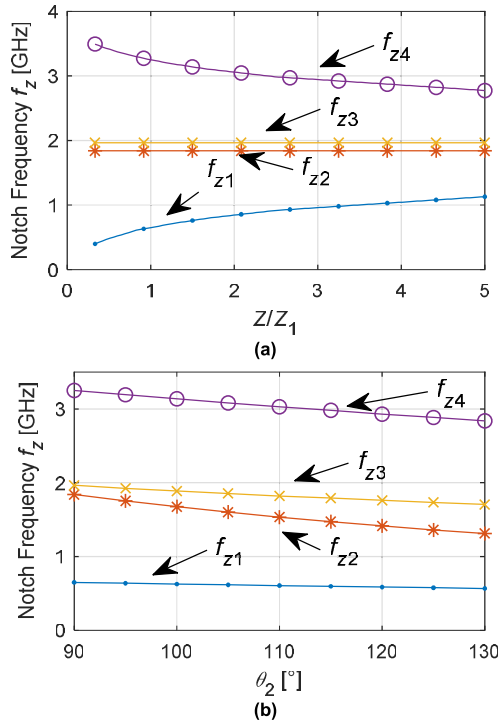 4
3
2
1
0
Notch Frequency f_z [GHz]
f_z4
f_z3
f_z2
f_z1
0 1 2 3 4 5
Z/Z_1
(a)
3
2
1
0
Notch Frequency f_z [GHz]
f_z4
f_z3
f_z1
f_z2
90 100 110 120 130
θ_2 [°]
(b)